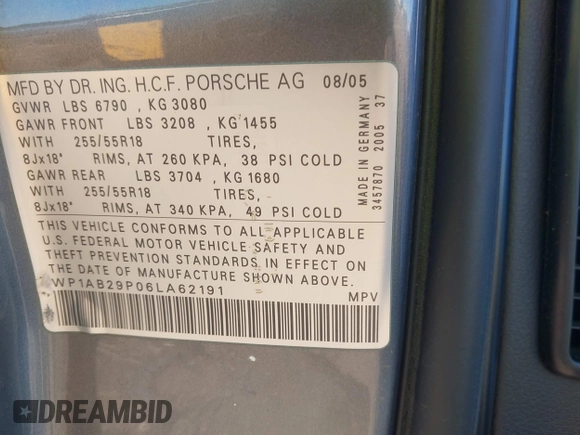 MFD BY DR. ING. H.C.F. PORSCHE AG 08/05
GVWR LBS 6790 , KG 3080
GAWR FRONT LBS 3208 , KG 1455
WITH 255/55R18 TIRES,
8Jx18" RIMS, AT 260 KPA, 38 PSI COLD
GAWR REAR LBS 3704 , KG 1680
WITH 255/55R18 TIRES,
8Jx18" RIMS, AT 340 KPA, 49 PSI COLD
THIS VEHICLE CONFORMS TO ALL APPLICABLE
U.S. FEDERAL MOTOR VEHICLE SAFETY AND
THEFT PREVENTION STANDARDS IN EFFECT ON
THE DATE OF MANUFACTURE SHOWN ABOVE.
WP1AB29P06LA62191 MPV
MADE IN GERMANY
3457870 2005 37
DREAMBID